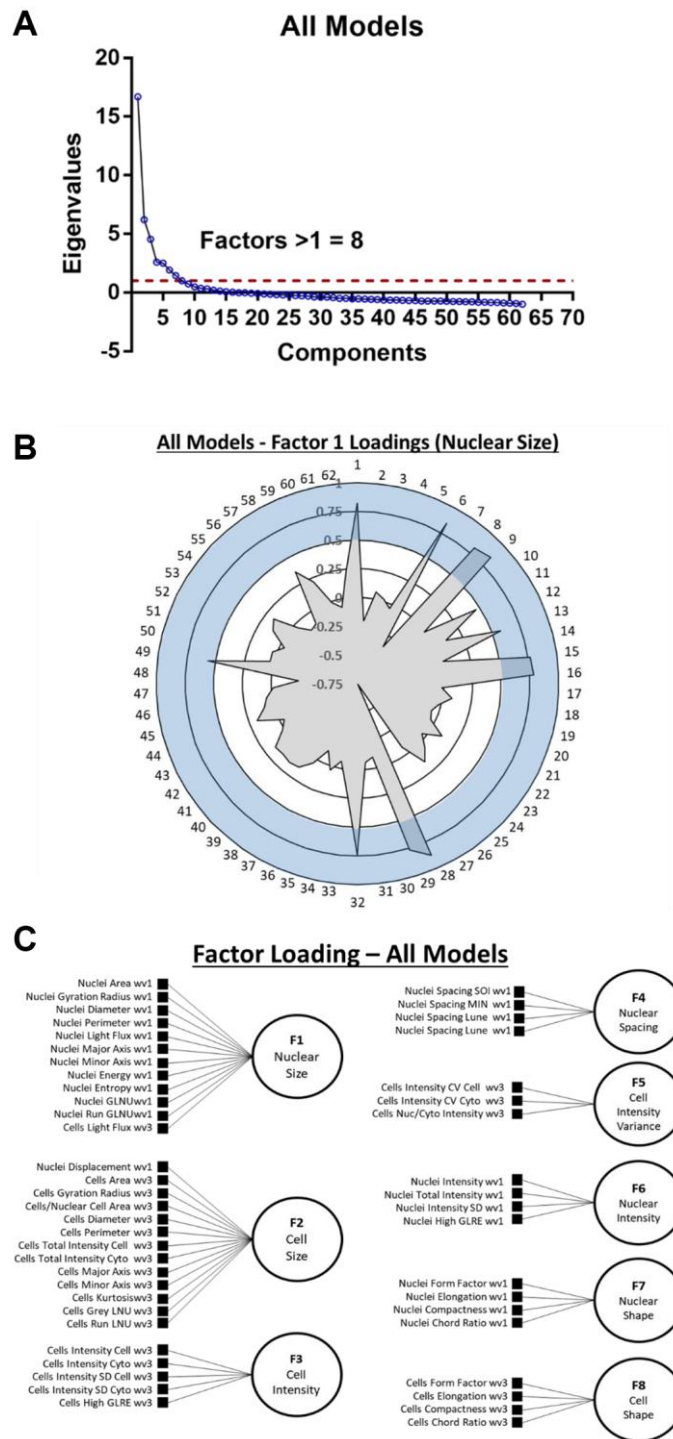 A
All Models
20
15
10
5
0
-5
Eigenvalues
Factors >1 = 8
5 10 15 20 25 30 35 40 45 50 55 60 65 70
Components
B
All Models - Factor 1 Loadings (Nuclear Size)
1 2 3 4 5 6 7 8 9 10 11 12 13 14 15 16 17 18 19 20 21 22 23 24 25 26 27 28 29 30 31 32 33 34 35 36 37 38 39 40 41 42 43 44 45 46 47 48 49 50 51 52 53 54 55 56 57 58 59 60 61 62
1
0.75
0.5
0.25
0
0.25
-0.5
-0.75
C
Factor Loading – All Models
Nuclei Area wv1
Nuclei Gyration Radius wv1
Nuclei Diameter wv1
Nuclei Perimeter wv1
Nuclei Light Flux wv1
Nuclei Major Axis wv1
Nuclei Minor Axis wv1
Nuclei Energy wv1
Nuclei Entropy wv1
Nuclei GLNUwv1
Nuclei Run GLNUwv1
Cells Light Flux wv3
F1
Nuclear
Size
Nuclei Displacement wv1
Cells Area wv3
Cells Gyration Radius wv3
Cells/Nuclear Cell Area wv3
Cells Diameter wv3
Cells Perimeter wv3
Cells Total Intensity Cell wv3
Cells Total Intensity Cyto wv3
Cells Major Axis wv3
Cells Minor Axis wv3
Cells Kurtosiswv3
Cells Grey LNU wv3
Cells Run LNU wv3
F2
Cell
Size
Cells Intensity Cell wv3
Cells Intensity Cyto wv3
Cells Intensity SD Cell wv3
Cells Intensity SD Cyto wv3
Cells High GLRE wv3
F3
Cell
Intensity
Nuclei Spacing SOI wv1
Nuclei Spacing MIN wv1
Nuclei Spacing Lune wv1
Nuclei Spacing Lune wv1
F4
Nuclear
Spacing
Cells Intensity CV Cell wv3
Cells Intensity CV Cyto wv3
Cells Nuc/Cyto Intensity wv3
F5
Cell
Intensity
Variance
Nuclei Intensity wv1
Nuclei Total Intensity wv1
Nuclei Intensity SD wv1
Nuclei High GLRE wv1
F6
Nuclear
Intensity
Nuclei Form Factor wv1
Nuclei Elongation wv1
Nuclei Compactness wv1
Nuclei Chord Ratio wv1
F7
Nuclear
Shape
Cells Form Factor wv3
Cells Elongation wv3
Cells Compactness wv3
Cells Chord Ratio wv3
F8
Cell
Shape